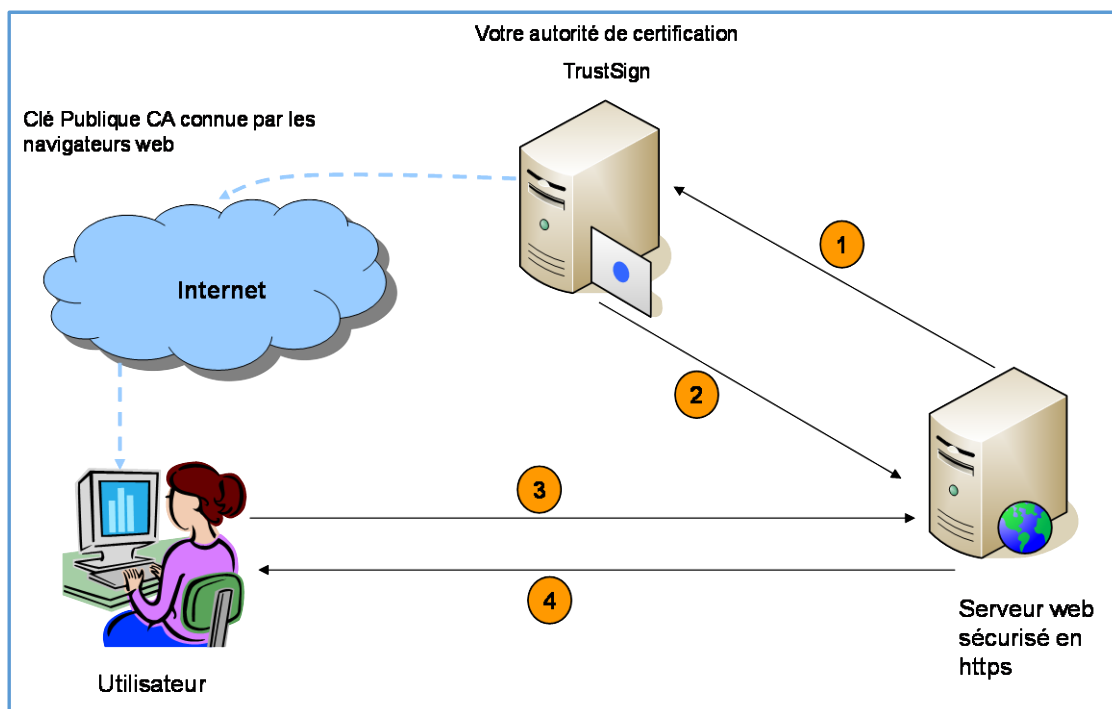 Votre autorité de certification
TrustSign
Clé Publique CA connue par les
navigateurs web
Internet
1
2
3
4
Utilisateur
Serveur web
sécurisé en
https